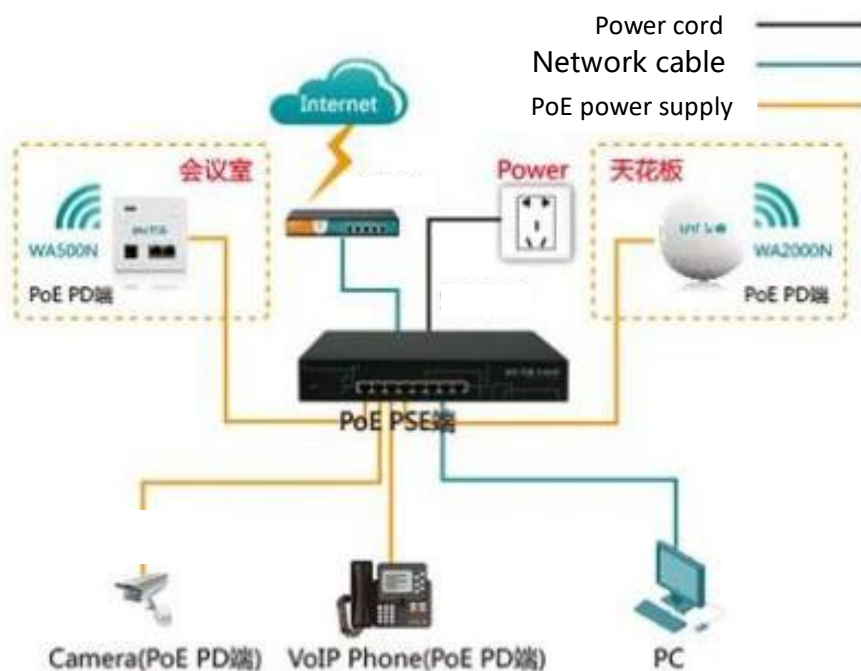 Power cord
Network cable
PoE power supply
Internet
会议室
Power
天花板
WA500N
WA2000N
PoE PD端
PoE PD端
PoE PSE端
Camera(PoE PD端)
VoIP Phone(PoE PD端)
PC